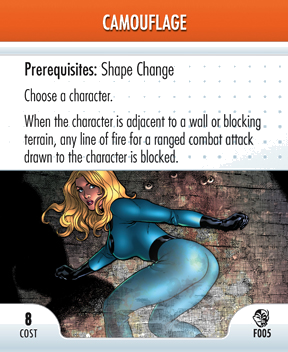 CAMOUFLAGE
Prerequisites: Shape Change
Choose a character.
When the character is adjacent to a wall or blocking
terrain, any line of fire for a ranged combat attack
drawn to the character is blocked.
8
COST
F005